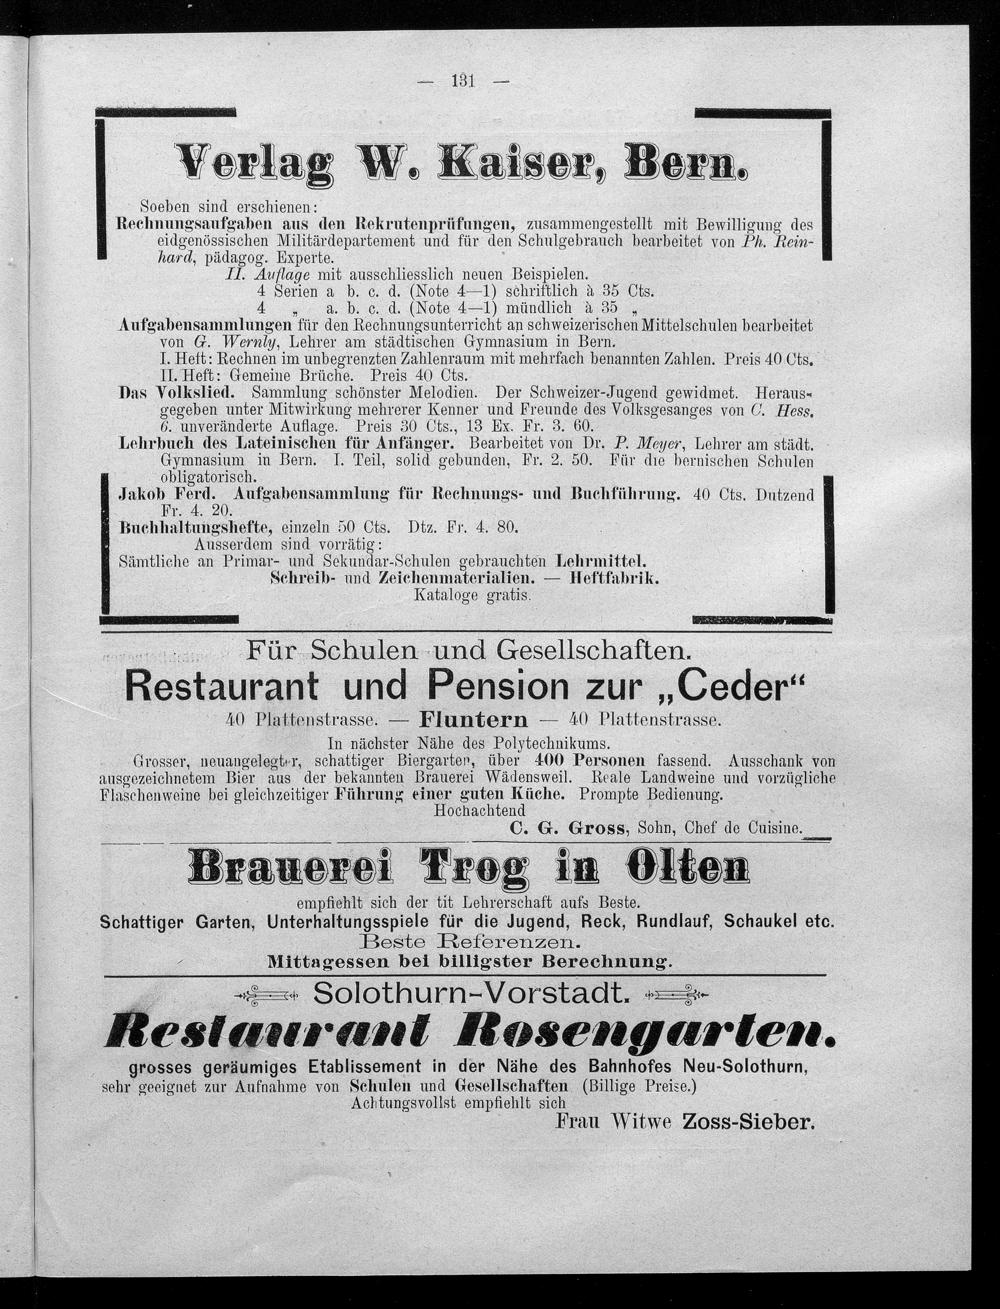 — 131 —
Verlag W. Kaiser, Bern.
Soeben sind erschienen:
Rechnungsaufgaben aus den Rekrutenprüfungen, zusammengestellt mit Bewilligung des
eidgenössischen Militärdepartement und für den Schulgebrauch bearbeitet von Ph. Rein-
hard, pädagog. Experte.
II. Auflage mit ausschliesslich neuen Beispielen.
4 Serien a b. c. d. (Note 4—1) schriftlich à 35 Cts.
4 „ a. b. c. d. (Note 4—1) mündlich à 35 „
Aufgabensammlungen für den Rechnungsunterricht an schweizerischen Mittelschulen bearbeitet
von G. Wernly, Lehrer am städtischen Gymnasium in Bern.
I. Heft: Rechnen im unbegrenzten Zahlenraum mit mehrfach benannten Zahlen. Preis 40 Cts.
II. Heft: Gemeine Brüche. Preis 40 Cts.
Das Volkslied. Sammlung schönster Melodien. Der Schweizer-Jugend gewidmet. Heraus-
gegeben unter Mitwirkung mehrerer Kenner und Freunde des Volksgesanges von C. Hess.
6. unveränderte Auflage. Preis 30 Cts., 13 Ex. Fr. 3. 60.
Lehrbuch des Lateinischen für Anfänger. Bearbeitet von Dr. P. Meyer, Lehrer am städt.
Gymnasium in Bern. I. Teil, solid gebunden, Fr. 2. 50. Für die bernischen Schulen
obligatorisch.
Jakob Ferd. Aufgabensammlung für Rechnungs- und Buchführung. 40 Cts. Dutzend
Fr. 4. 20.
Buchhaltungshefte, einzeln 50 Cts. Dtz. Fr. 4. 80.
Ausserdem sind vorrätig:
Sämtliche an Primar- und Sekundar-Schulen gebrauchten Lehrmittel.
Schreib- und Zeichenmaterialien. — Heftfabrik.
Kataloge gratis.
Für Schulen und Gesellschaften.
Restaurant und Pension zur „Ceder“
40 Plattenstrasse. — Fluntern — 40 Plattenstrasse.
In nächster Nähe des Polytechnikums.
Grosser, neuangelegter, schattiger Biergarten, über 400 Personen fassend. Ausschank von
ausgezeichnetem Bier aus der bekannten Brauerei Wädensweil. Reale Landweine und vorzügliche
Flaschenweine bei gleichzeitiger Führung einer guten Küche. Prompte Bedienung.
Hochachtend
C. G. Gross, Sohn, Chef de Cuisine.
Brauerei Trog in Olten
empfiehlt sich der tit Lehrerschaft aufs Beste.
Schattiger Garten, Unterhaltungsspiele für die Jugend, Reck, Rundlauf, Schaukel etc.
Beste Referenzen.
Mittagessen bei billigster Berechnung.
Solothurn-Vorstadt.
Restaurant Rosengarten.
grosses geräumiges Etablissement in der Nähe des Bahnhofes Neu-Solothurn,
sehr geeignet zur Aufnahme von Schulen und Gesellschaften (Billige Preise.)
Achtungsvollst empfiehlt sich
Frau Witwe Zoss-Sieber.